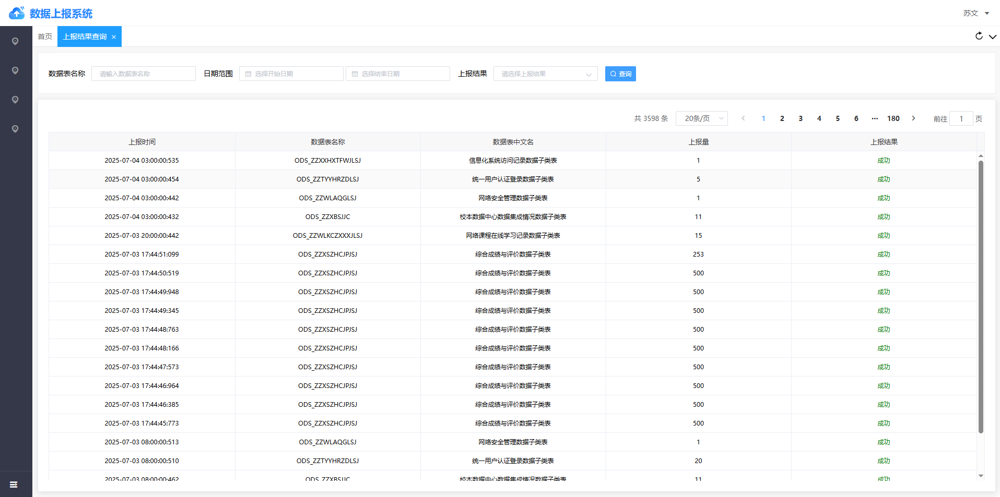 数据上报系统
苏文
首页 上报结果查询 ×
数据表名称 请输入数据表名称 日期范围 选择开始日期 选择结束日期 上报结果 请选择上报结果 查询
共 3598 条 20条/页 1 2 3 4 5 6 ··· 180 前往 1 页
上报时间 数据表名称 数据表中文名 上报量 上报结果
2025-07-04 03:00:00:535 ODS_ZZXXHXTFWJLSJ 信息化系统访问记录数据子类表 1 成功
2025-07-04 03:00:00:454 ODS_ZZTYYHRZDLSJ 统一用户认证登录数据子类表 5 成功
2025-07-04 03:00:00:442 ODS_ZZWLAQGLSJ 网络安全管理数据子类表 1 成功
2025-07-04 03:00:00:432 ODS_ZZXBSJJC 校本数据中心数据集成情况数据子类表 11 成功
2025-07-03 20:00:00:442 ODS_ZZWLKCZXXXJLSJ 网络课程在线学习记录数据子类表 15 成功
2025-07-03 17:44:51:099 ODS_ZZXSZHCJPJSJ 综合成绩与评价数据子类表 253 成功
2025-07-03 17:44:50:519 ODS_ZZXSZHCJPJSJ 综合成绩与评价数据子类表 500 成功
2025-07-03 17:44:49:948 ODS_ZZXSZHCJPJSJ 综合成绩与评价数据子类表 500 成功
2025-07-03 17:44:49:345 ODS_ZZXSZHCJPJSJ 综合成绩与评价数据子类表 500 成功
2025-07-03 17:44:48:763 ODS_ZZXSZHCJPJSJ 综合成绩与评价数据子类表 500 成功
2025-07-03 17:44:48:166 ODS_ZZXSZHCJPJSJ 综合成绩与评价数据子类表 500 成功
2025-07-03 17:44:47:573 ODS_ZZXSZHCJPJSJ 综合成绩与评价数据子类表 500 成功
2025-07-03 17:44:46:964 ODS_ZZXSZHCJPJSJ 综合成绩与评价数据子类表 500 成功
2025-07-03 17:44:46:385 ODS_ZZXSZHCJPJSJ 综合成绩与评价数据子类表 500 成功
2025-07-03 17:44:45:773 ODS_ZZXSZHCJPJSJ 综合成绩与评价数据子类表 500 成功
2025-07-03 08:00:00:513 ODS_ZZWLAQGLSJ 网络安全管理数据子类表 1 成功
2025-07-03 08:00:00:510 ODS_ZZTYYHRZDLSJ 统一用户认证登录数据子类表 20 成功
2025-07-03 08:00:00:462 ODS_ZZXBSJJC 校本数据中心数据集成情况数据子类表 11 成功